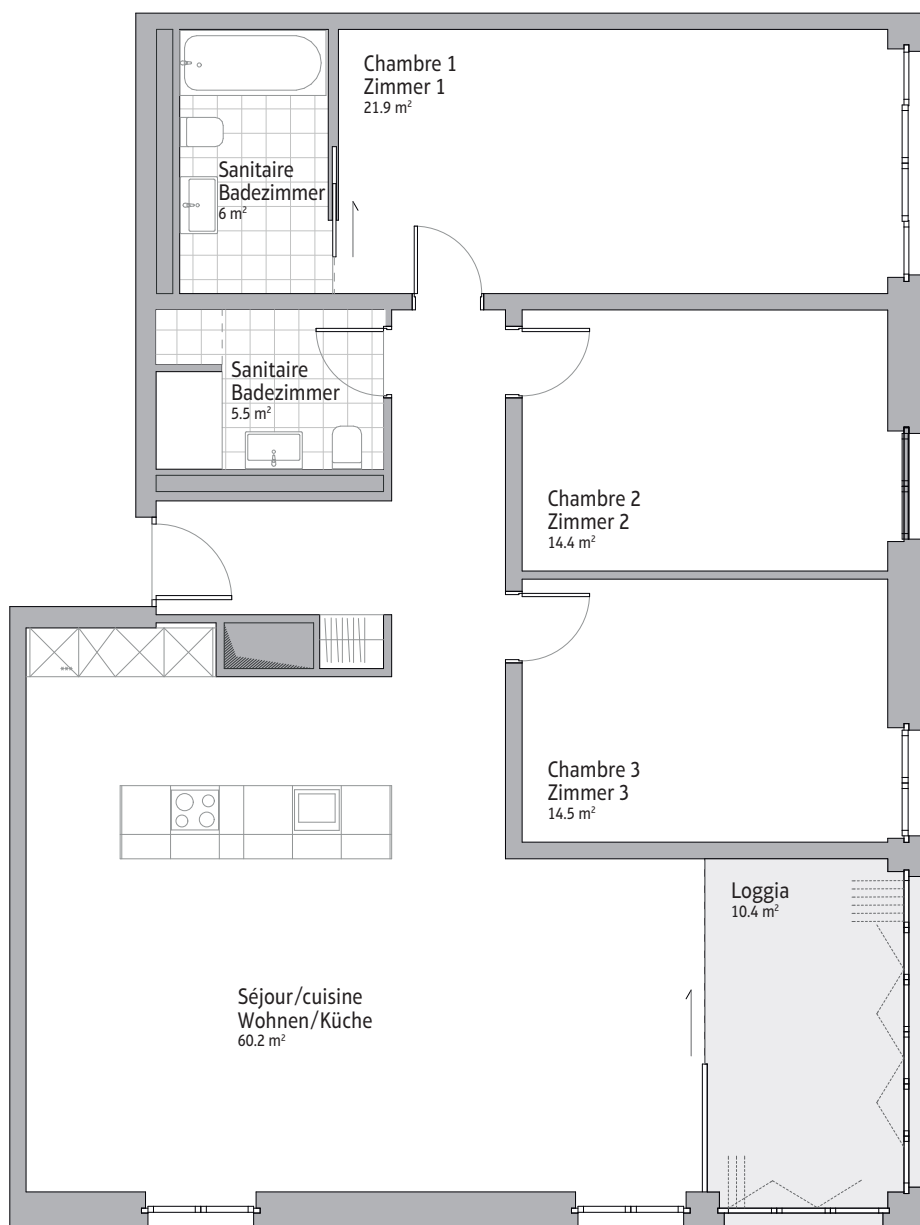 Chambre 1
Zimmer 1
21.9 m²
Sanitaire
Badezimmer
6 m²
Sanitaire
Badezimmer
5.5 m²
Chambre 2
Zimmer 2
14.4 m²
Chambre 3
Zimmer 3
14.5 m²
Loggia
10.4 m²
Séjour/cuisine
Wohnen/Küche
60.2 m²